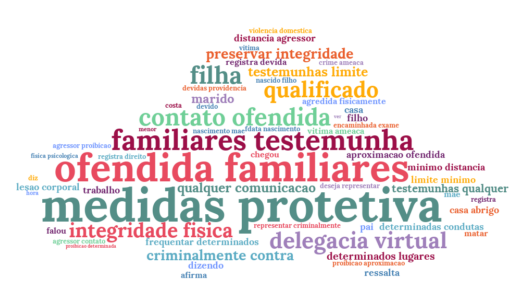 violencia domestica
distancia agressor
vitima
preservar integridade
registra devida crime ameaca
filha testemunhas limite
nascido filho
devidas providencia qualificado
marido agredida fisicamente
costa devido casa
contato ofendida filho
encaminhada exame
menor nascimento mae fdata nascimento vitima ameaca
familiares testemunha
agressor proibicao
fisica psicologica registra direito chegou aproximacao ofendida
ofendida familiares minimo distancia
diz limite minimo
lesao corporal trabalho qualquer comunicacao deseja representar testemunhas qualquer
mae registra
medidas protetiva
casa abrigo
representar criminalmente
falou integridade fisica pai determinadas condutas
matar
agressor contato frequentar determinados delegacia virtual
proibicao determinada
criminalmente contra determinados lugares
proibicao aproximacao
dizendo
afirma ressalta